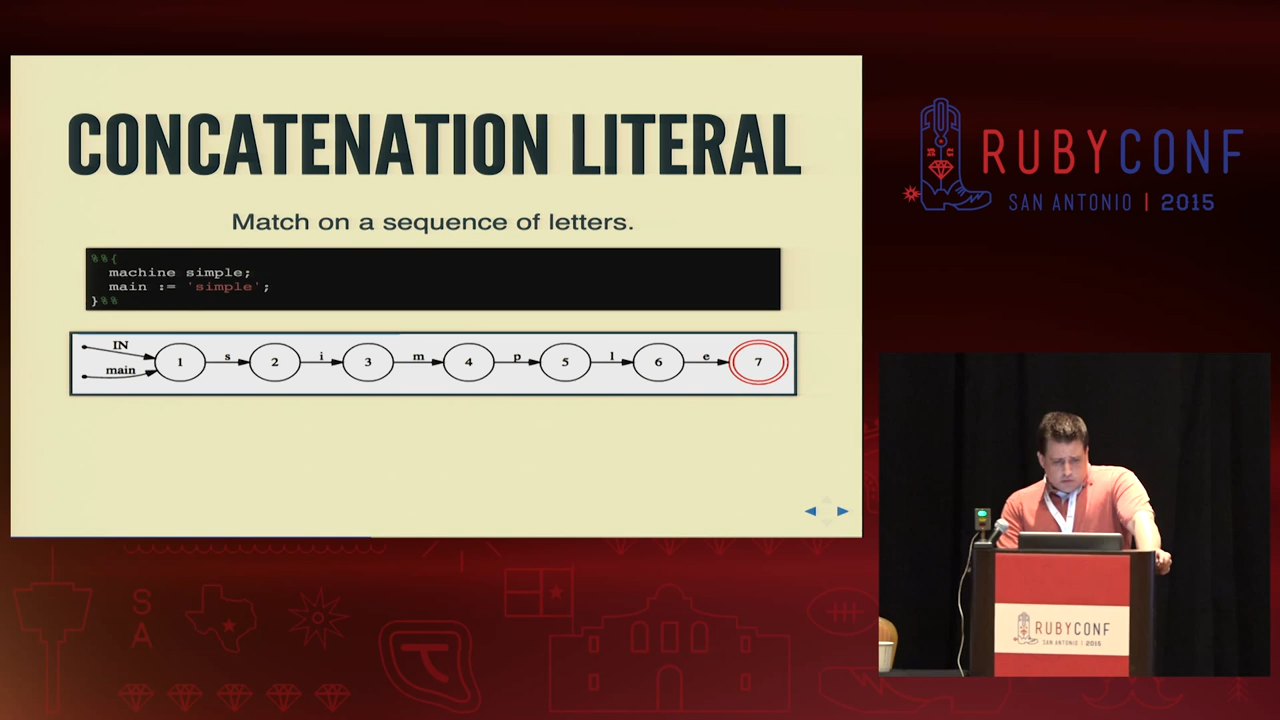 CONCATENATION LITERAL
Match on a sequence of letters.
%%{
machine simple;
main := 'simple';
}%%
IN
main
1 s 2 i 3 m 4 p 5 l 6 e 7
RUBYCONF
SAN ANTONIO | 2015
S
A
RUBYCONF
SAN ANTONIO | 2015